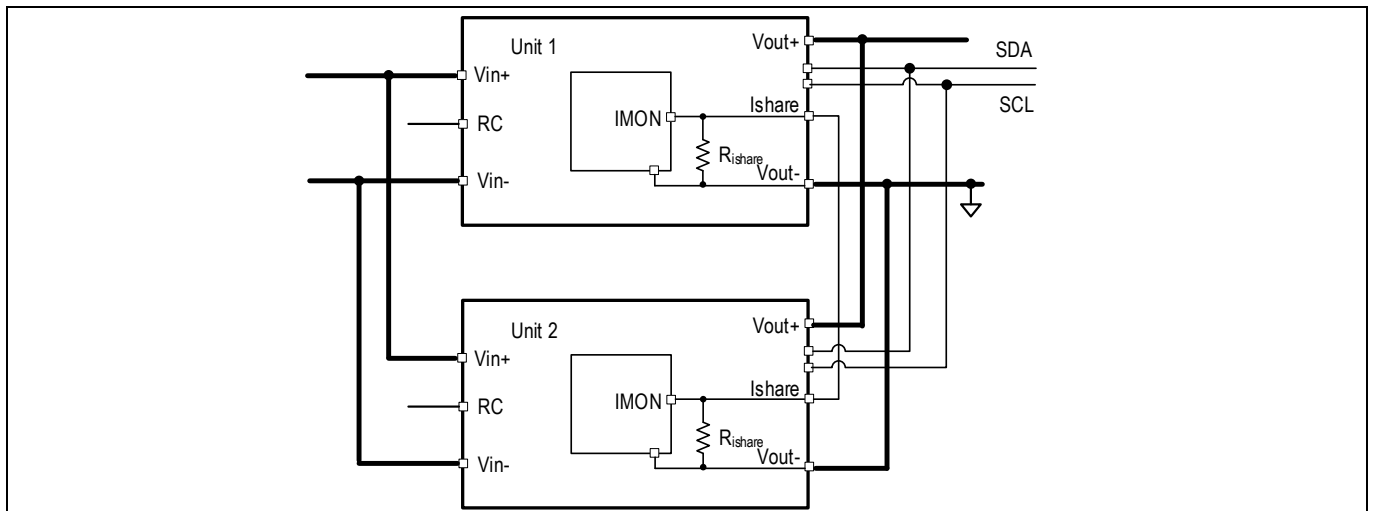 Unit 1
Vout+
SDA
Vin+
SCL
Ishare
IMON
RC
Rishare
Vout-
Vin-
Unit 2
Vout+
Vin+
Ishare
IMON
RC
Rishare
Vout-
Vin-